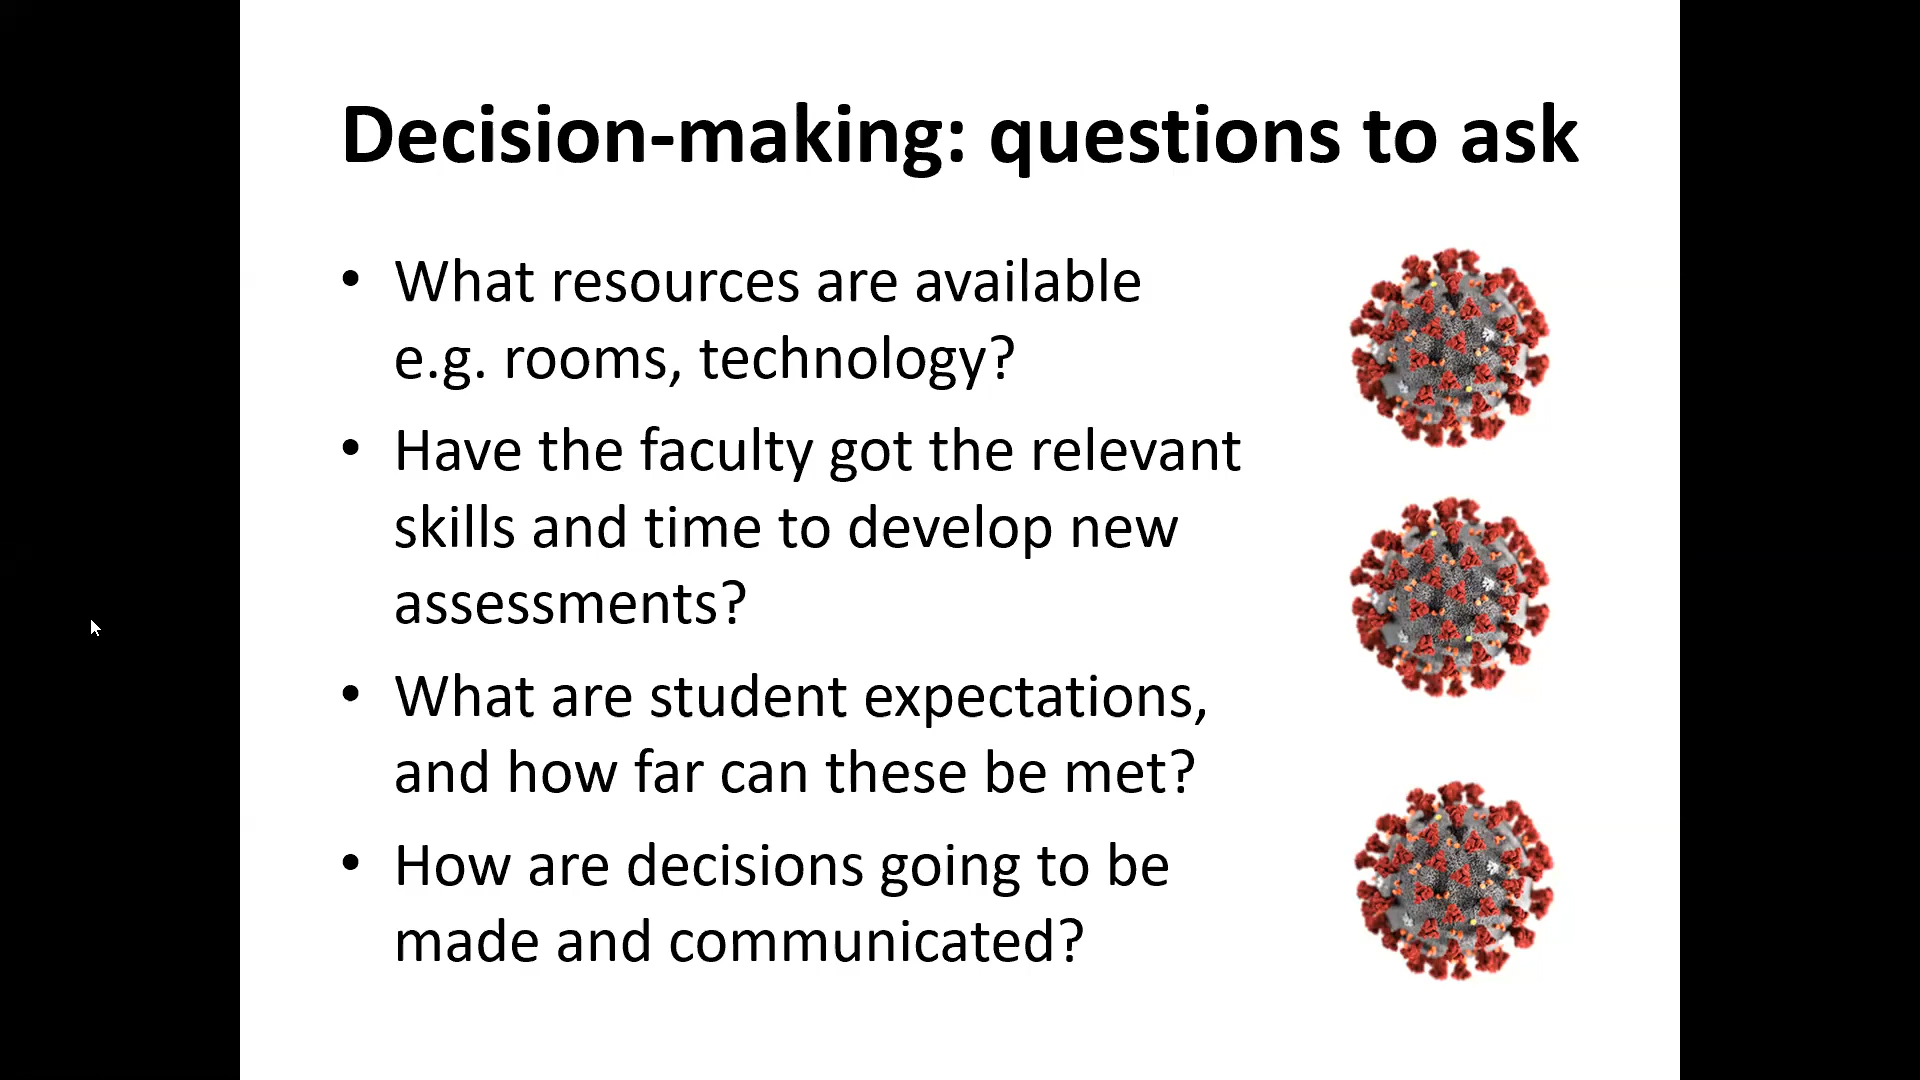 Decision-making: questions to ask
• What resources are available
e.g. rooms, technology?
• Have the faculty got the relevant
skills and time to develop new
assessments?
• What are student expectations,
and how far can these be met?
• How are decisions going to be
made and communicated?